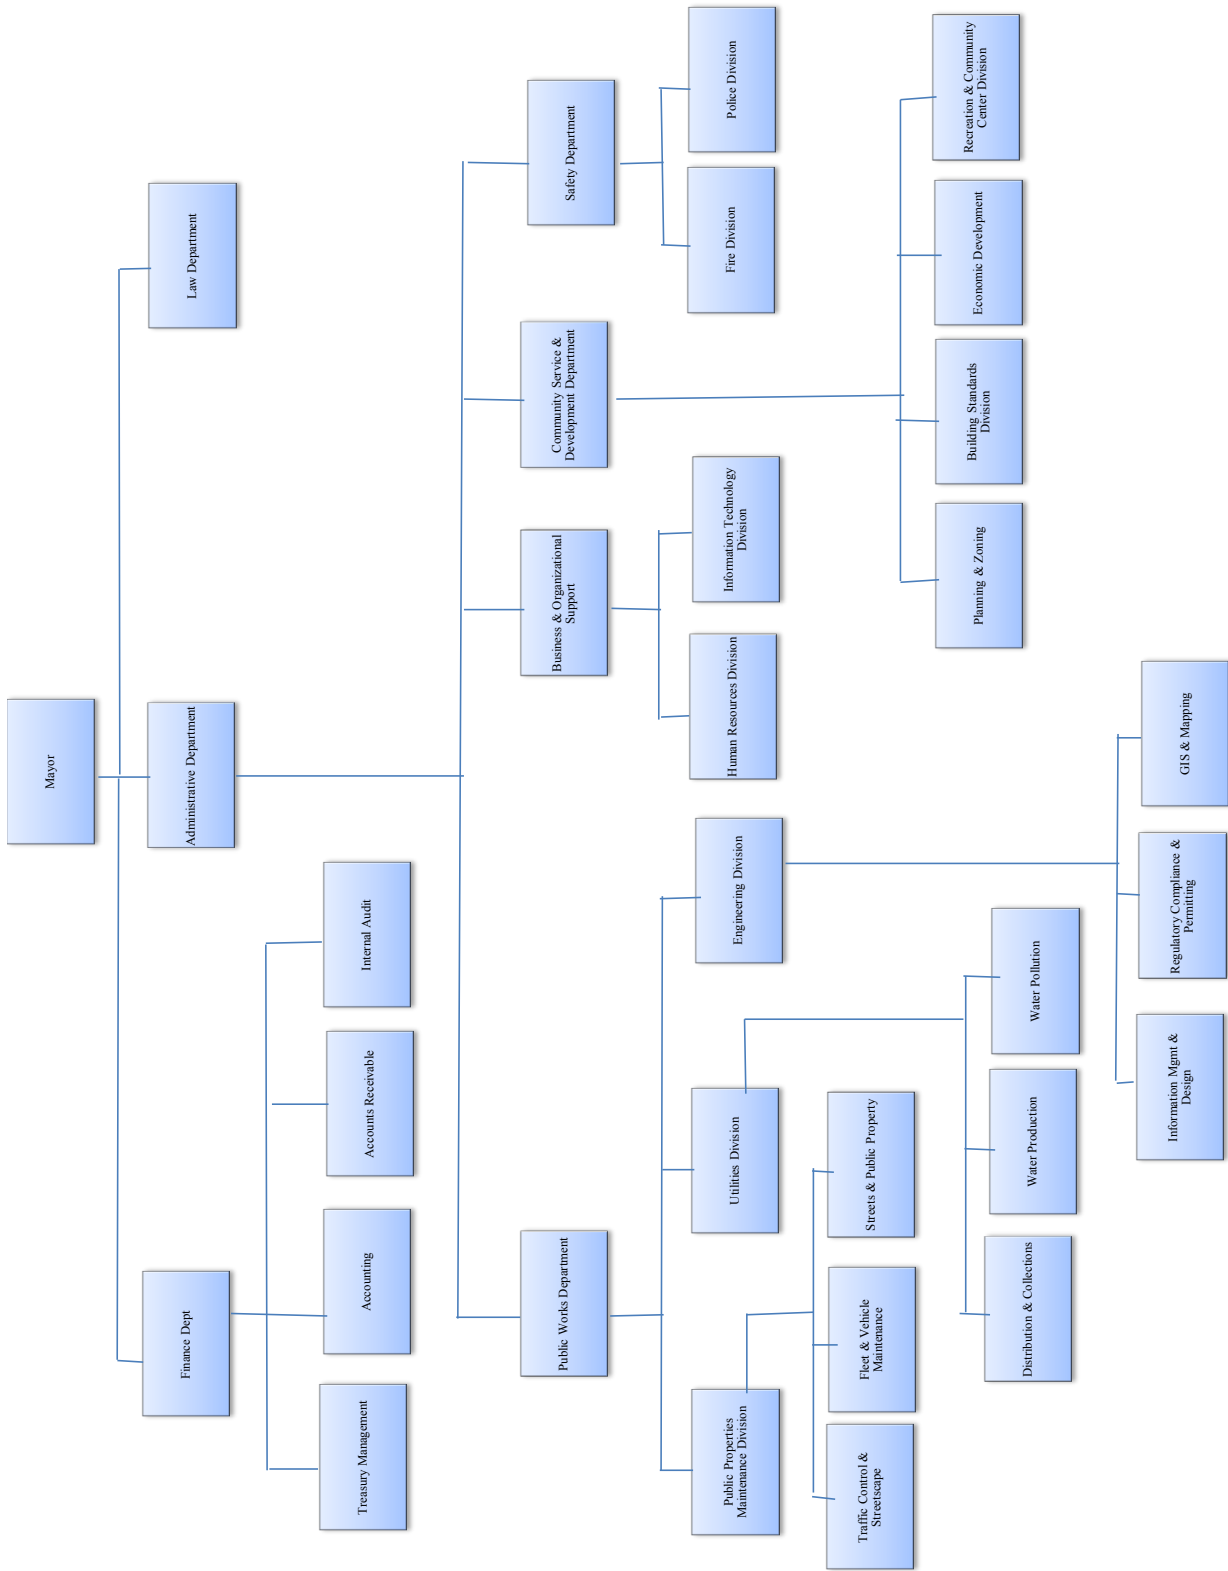 Mayor
Finance Dept
Administrative Department
Law Department
Treasury Management
Accounting
Accounts Receivable
Internal Audit
Public Works Department
Business & Organizational
Support
Community Service &
Development Department
Safety Department
Public Properties
Maintenance Division
Utilities Division
Engineering Division
Human Resources Division
Information Technology
Division
Fire Division
Police Division
Traffic Control &
Streetscape
Fleet & Vehicle
Maintenance
Streets & Public Property
Distribution & Collections
Water Production
Water Pollution
Planning & Zoning
Building Standards
Division
Economic Development
Recreation & Community
Center Division
Information Mgmt &
Design
Regulatory Compliance &
Permitting
GIS & Mapping